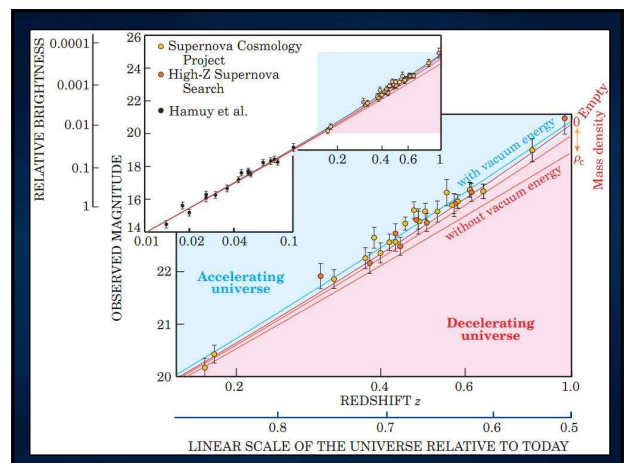 RELATIVE BRIGHTNESS
0.0001
0.001
0.01
0.1
1
OBSERVED MAGNITUDE
26
24
22
20
18
16
14
Supernova Cosmology
Project
High-Z Supernova
Search
Hamuy et al.
0.01
0.02
0.04
0.1
0.2
0.4
0.6
1
22
21
20
with vacuum energy
without vacuum energy
0
Empty
ρc
Mass density
Accelerating
universe
Decelerating
universe
0.2
0.4
0.6
1.0
REDSHIFT z
0.8
0.7
0.6
0.5
LINEAR SCALE OF THE UNIVERSE RELATIVE TO TODAY